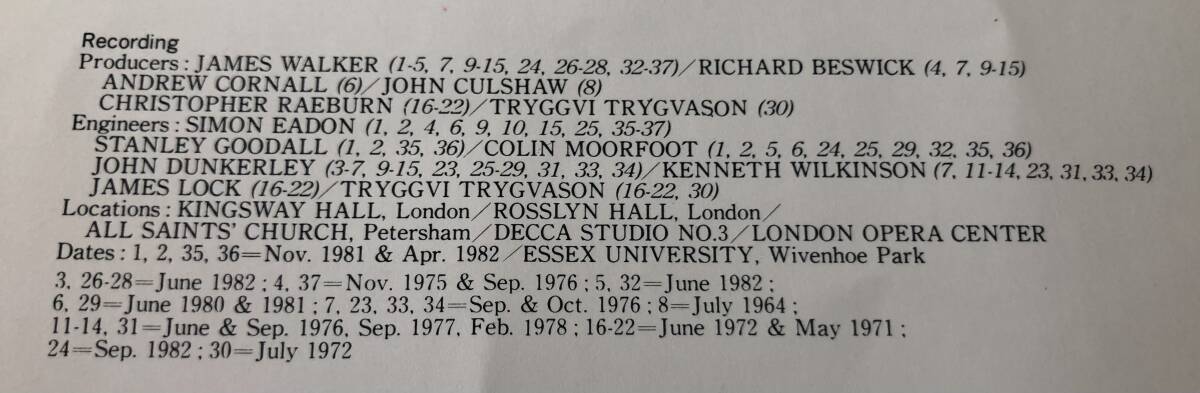 Recording
Producers : JAMES WALKER (1-5, 7, 9-15, 24, 26-28, 32-37)／RICHARD BESWICK (4, 7, 9-15)
ANDREW CORNALL (6)／JOHN CULSHAW (8)
CHRISTOPHER RAEBURN (16-22)／TRYGGVI TRYGVASON (30)
Engineers : SIMON EADON (1, 2, 4, 6, 9, 10, 15, 25, 35-37)
STANLEY GOODALL (1, 2, 35, 36)／COLIN MOORFOOT (1, 2, 5, 6, 24, 25, 29, 32, 35, 36)
JOHN DUNKERLEY (3-7, 9-15, 23, 25-29, 31, 33, 34)／KENNETH WILKINSON (7, 11-14, 23, 31, 33, 34)
JAMES LOCK (16-22)／TRYGGVI TRYGVASON (16-22, 30)
Locations : KINGSWAY HALL, London／ROSSLYN HALL, London／
ALL SAINTS' CHURCH, Petersham／DECCA STUDIO NO.3／LONDON OPERA CENTER
Dates : 1, 2, 35, 36=Nov. 1981 & Apr. 1982／ESSEX UNIVERSITY, Wivenhoe Park
3, 26-28=June 1982 ; 4, 37=Nov. 1975 & Sep. 1976 ; 5, 32=June 1982 ;
6, 29=June 1980 & 1981 ; 7, 23, 33, 34=Sep. & Oct. 1976 ; 8=July 1964 ;
11-14, 31=June & Sep. 1976, Sep. 1977, Feb. 1978 ; 16-22=June 1972 & May 1971 ;
24=Sep. 1982 ; 30=July 1972